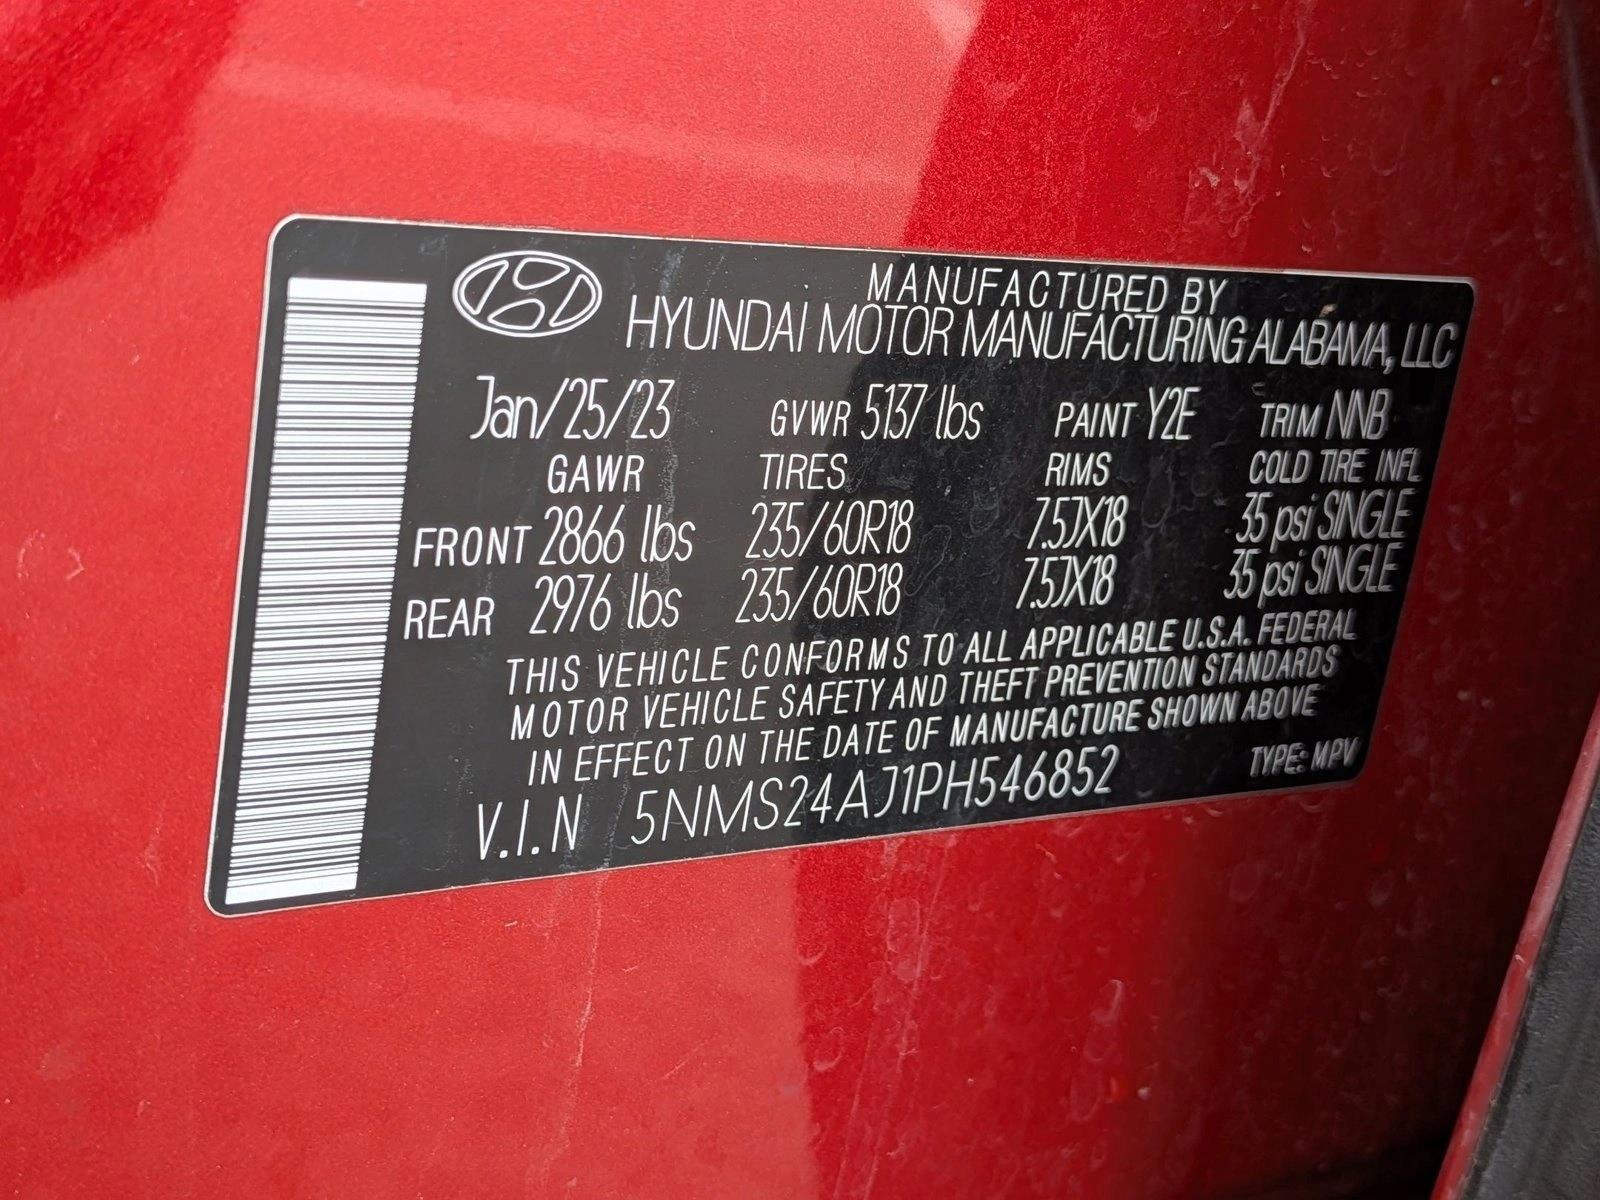 MANUFACTURED BY
HYUNDAI MOTOR MANUFACTURING ALABAMA, LLC
Jan/25/23 GVWR 5137 lbs PAINT Y2E TRIM NNB
GAWR TIRES RIMS COLD TIRE INFL
FRONT 2866 lbs 235/60R18 7.5JX18 35 psi SINGLE
REAR 2976 lbs 235/60R18 7.5JX18 35 psi SINGLE
THIS VEHICLE CONFORMS TO ALL APPLICABLE U.S.A. FEDERAL
MOTOR VEHICLE SAFETY AND THEFT PREVENTION STANDARDS
IN EFFECT ON THE DATE OF MANUFACTURE SHOWN ABOVE
V.I.N 5NMS24AJ1PH546852 TYPE: MPV